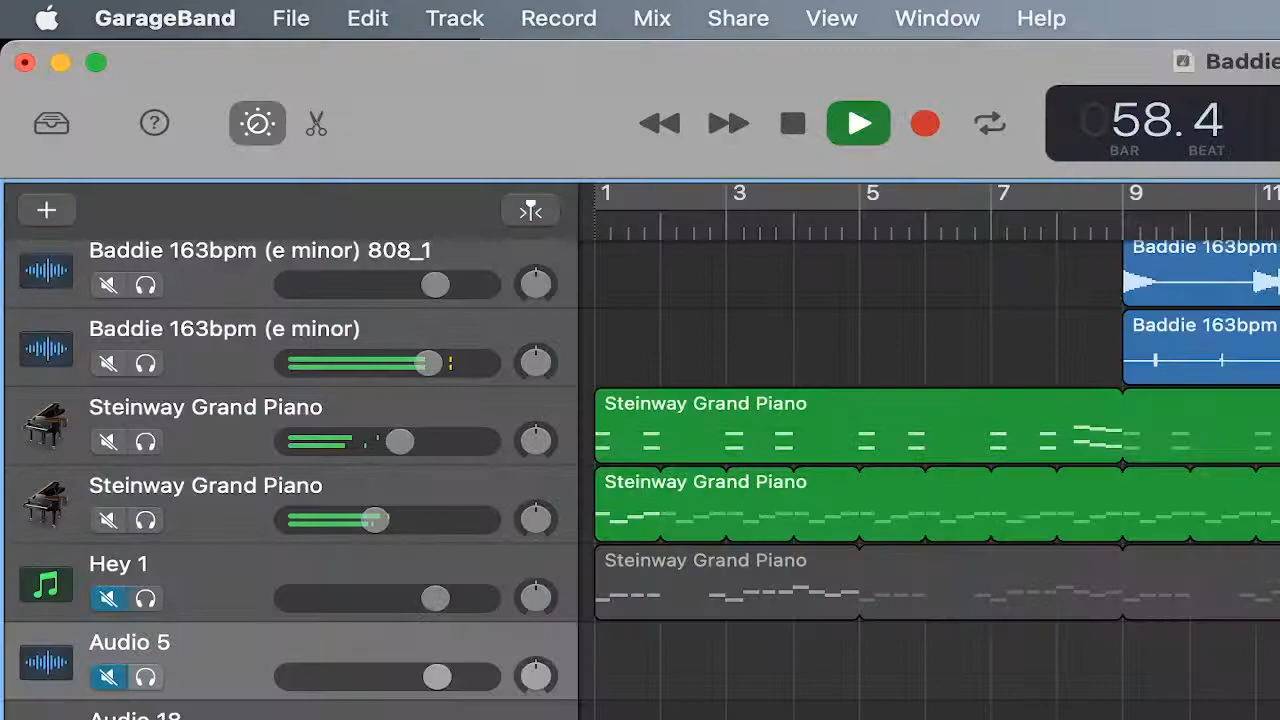 GarageBand File Edit Track Record Mix Share View Window Help
Baddie
58.4
BAR BEAT
1 3 5 7 9 11
Baddie 163bpm (e minor) 808_1
Baddie 163bpm
Baddie 163bpm (e minor)
Baddie 163bpm
Steinway Grand Piano
Steinway Grand Piano
Steinway Grand Piano
Steinway Grand Piano
Hey 1
Steinway Grand Piano
Audio 5
Audio 18